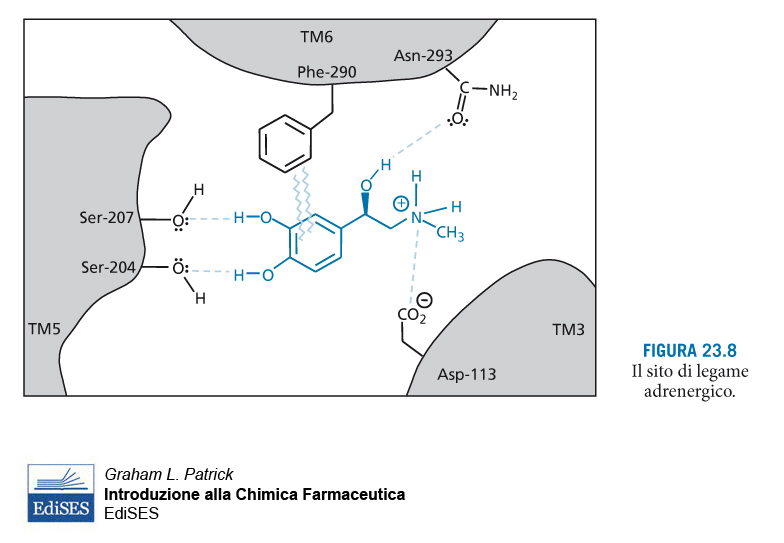 TM6
Asn-293
Phe-290
C NH2
O
H
O
H
H
Ser-207
O
H O
N H
CH3
Ser-204
O
H O
H
CO2
TM5
TM3
Asp-113
FIGURA 23.8
Il sito di legame
adrenergico.
Graham L. Patrick
Introduzione alla Chimica Farmaceutica
EdiSES
EdiSES